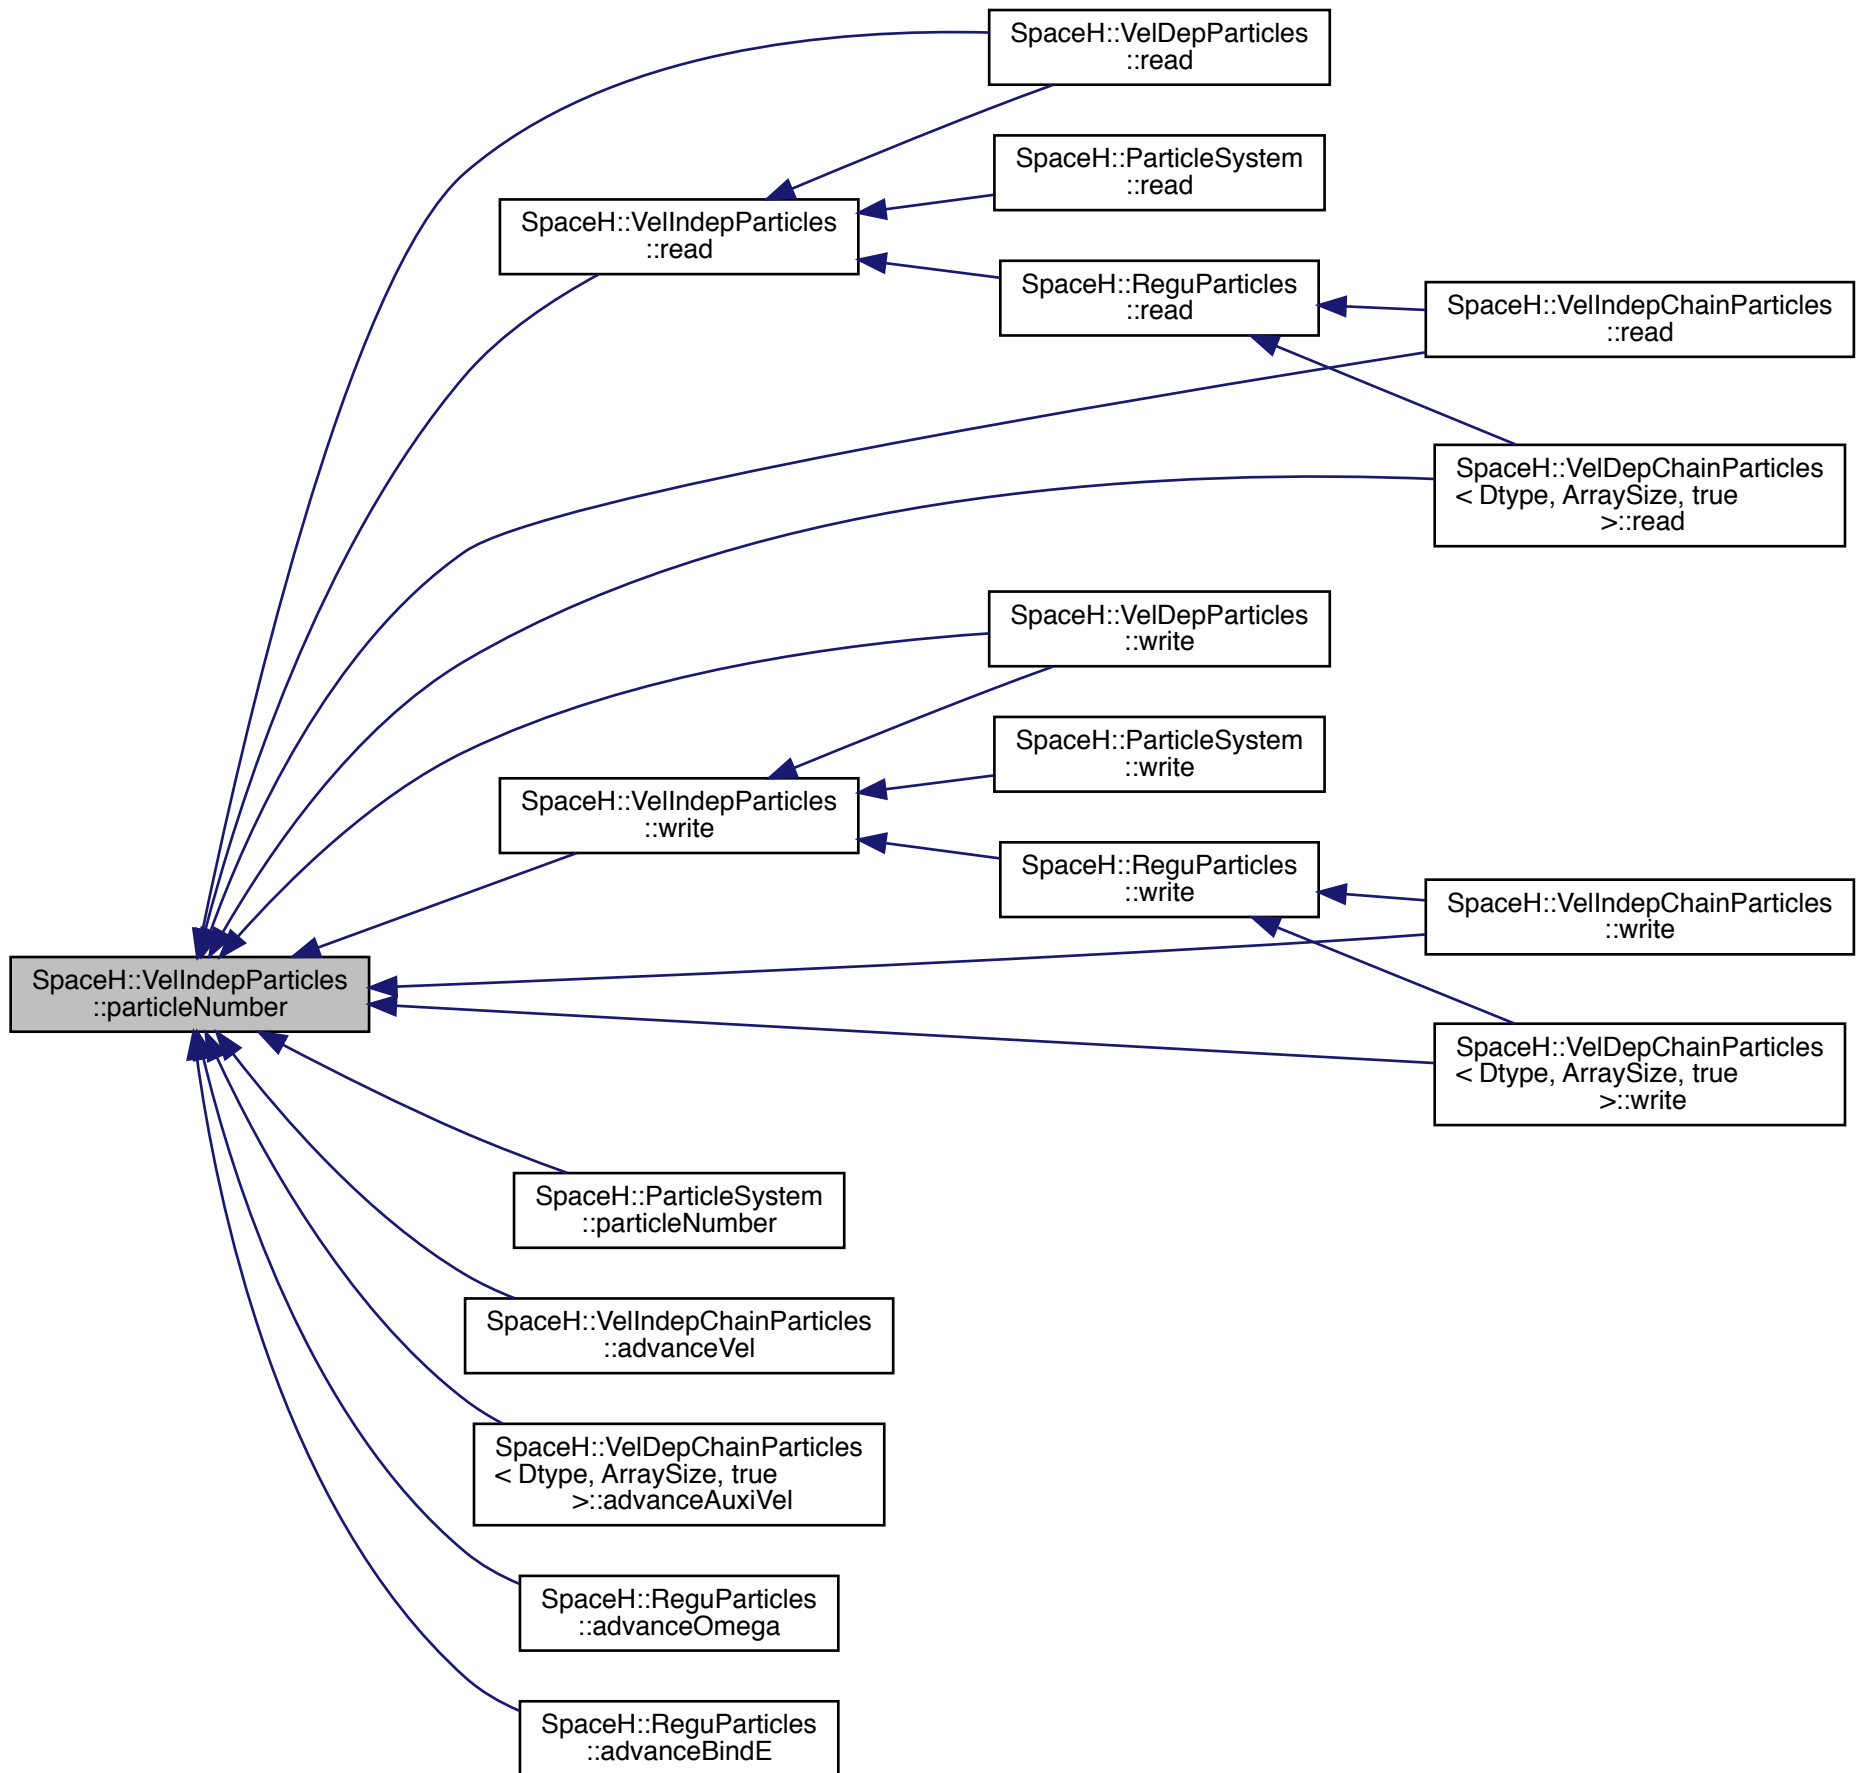 SpaceH::VelDepParticles
::read
SpaceH::ParticleSystem
::read
SpaceH::VelIndepParticles
::read
SpaceH::ReguParticles
::read
SpaceH::VelIndepChainParticles
::read
SpaceH::VelDepChainParticles
< Dtype, ArraySize, true
>::read
SpaceH::VelDepParticles
::write
SpaceH::ParticleSystem
::write
SpaceH::VelIndepParticles
::write
SpaceH::ReguParticles
::write
SpaceH::VelIndepChainParticles
::write
SpaceH::VelIndepParticles
::particleNumber
SpaceH::VelDepChainParticles
< Dtype, ArraySize, true
>::write
SpaceH::ParticleSystem
::particleNumber
SpaceH::VelIndepChainParticles
::advanceVel
SpaceH::VelDepChainParticles
< Dtype, ArraySize, true
>::advanceAuxiVel
SpaceH::ReguParticles
::advanceOmega
SpaceH::ReguParticles
::advanceBindE